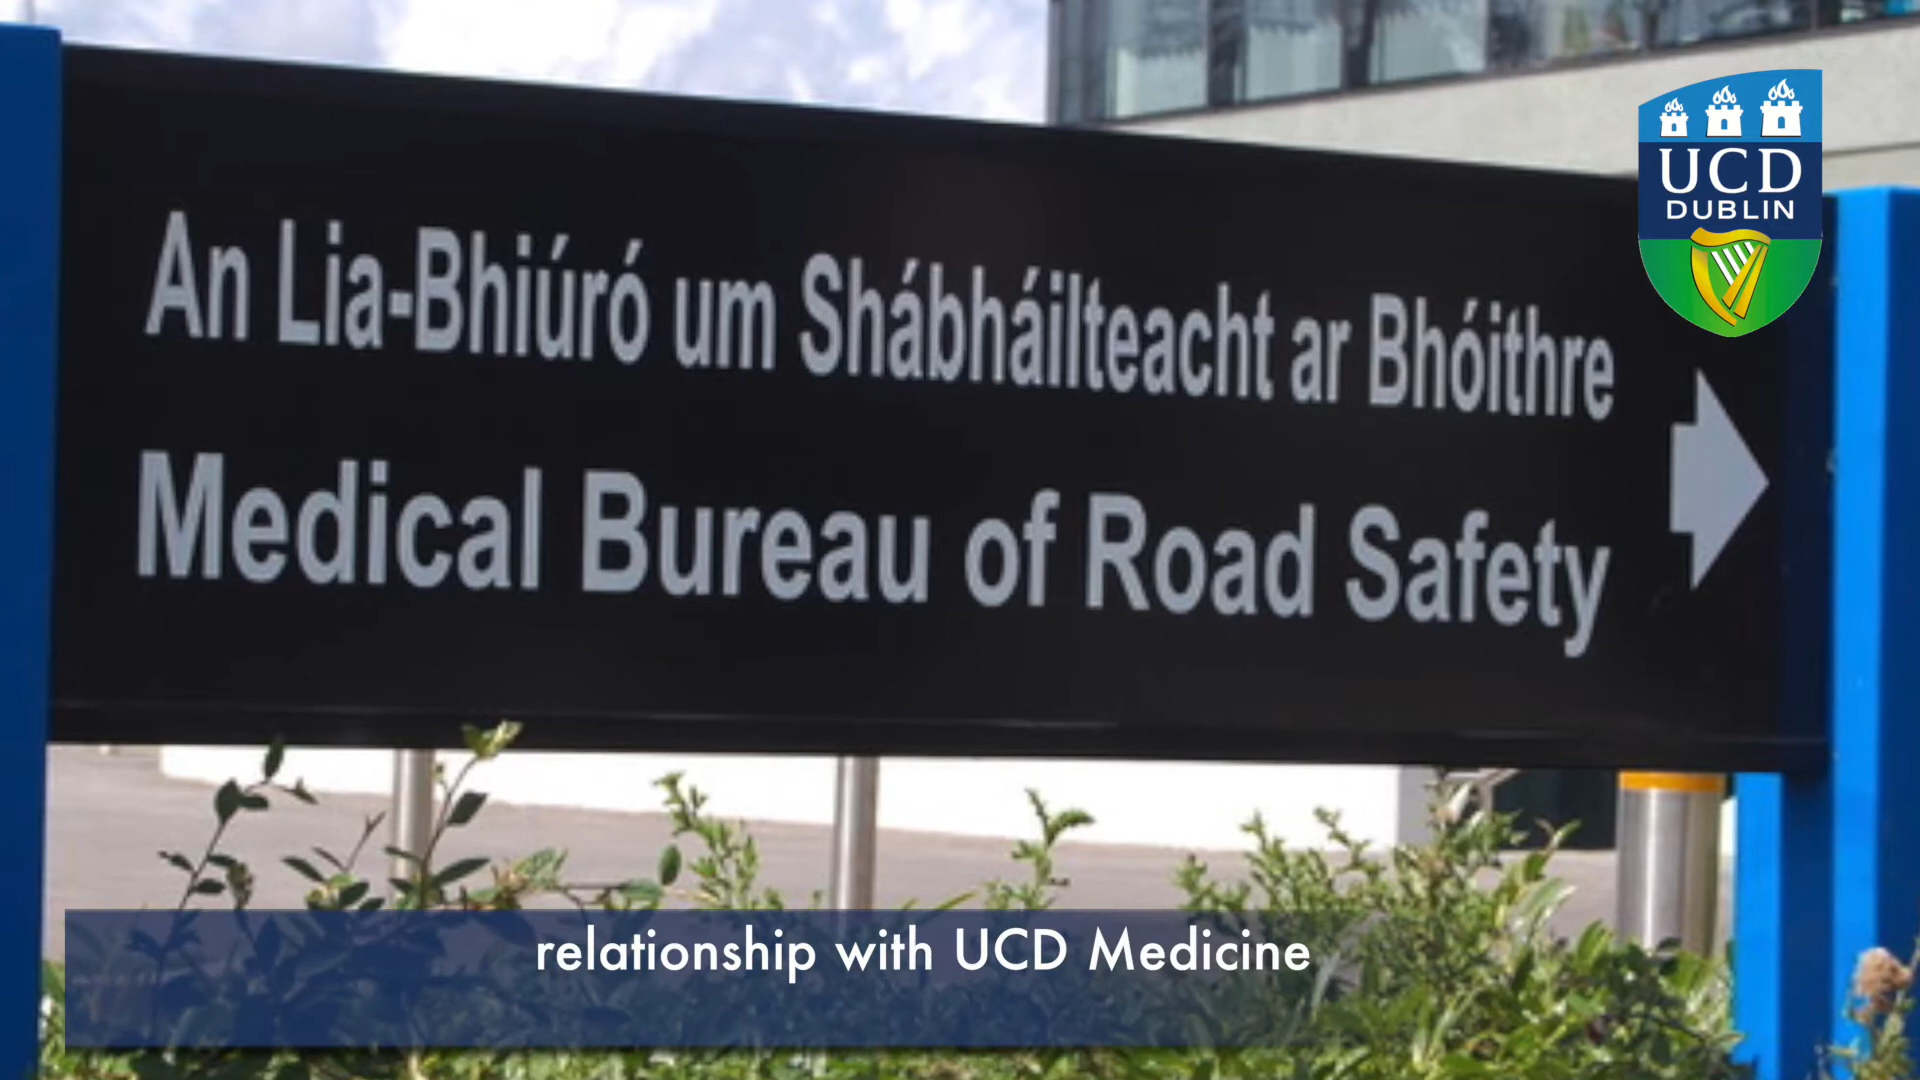 An Lia-Bhiúró um Shábháilteacht ar Bhóithre
Medical Bureau of Road Safety
UCD
DUBLIN
relationship with UCD Medicine